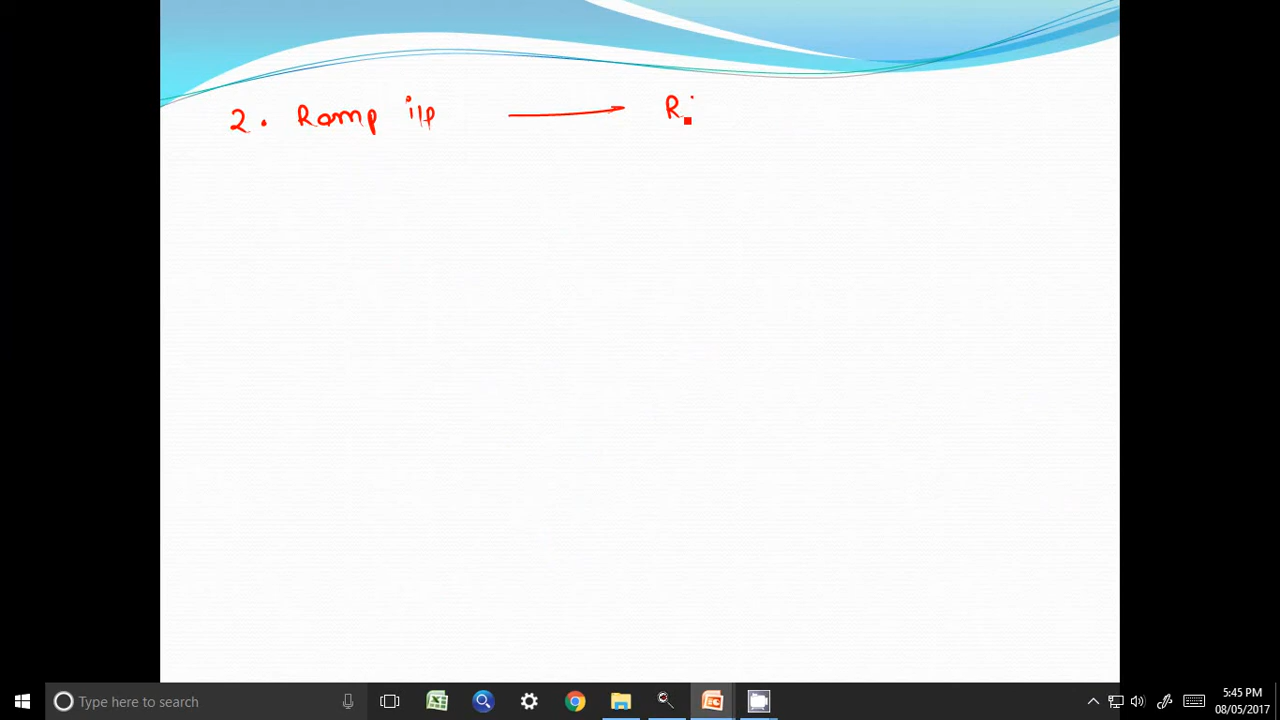 2. Ramp i/p → R
Type here to search
5:45 PM
08/05/2017